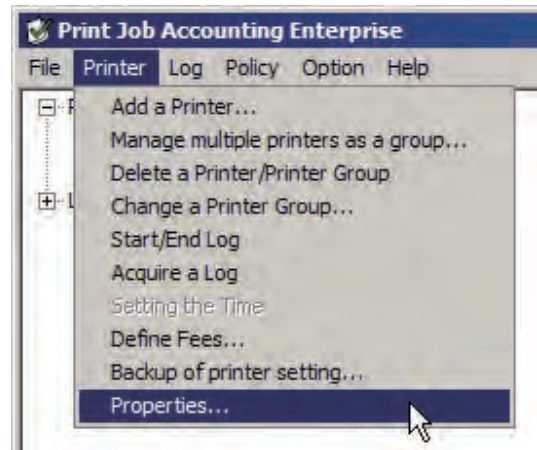 Print Job Accounting Enterprise
File Printer Log Policy Option Help
Add a Printer...
Manage multiple printers as a group...
Delete a Printer/Printer Group
Change a Printer Group...
Start/End Log
Acquire a Log
Setting the Time
Define Fees...
Backup of printer setting...
Properties...